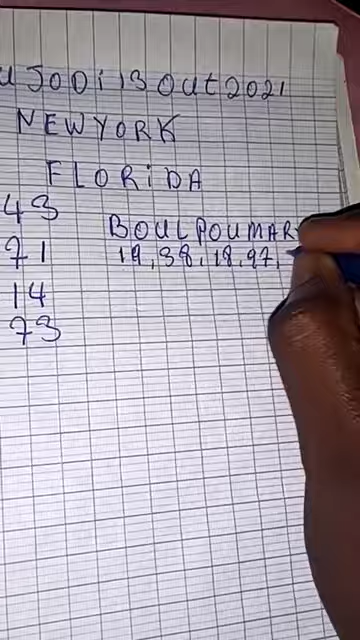 u JODi 13 Out 2021
NEWYORK
FLORiDA
43
BOULPOUMAR
71
19, 38, 18, 97,
14
73